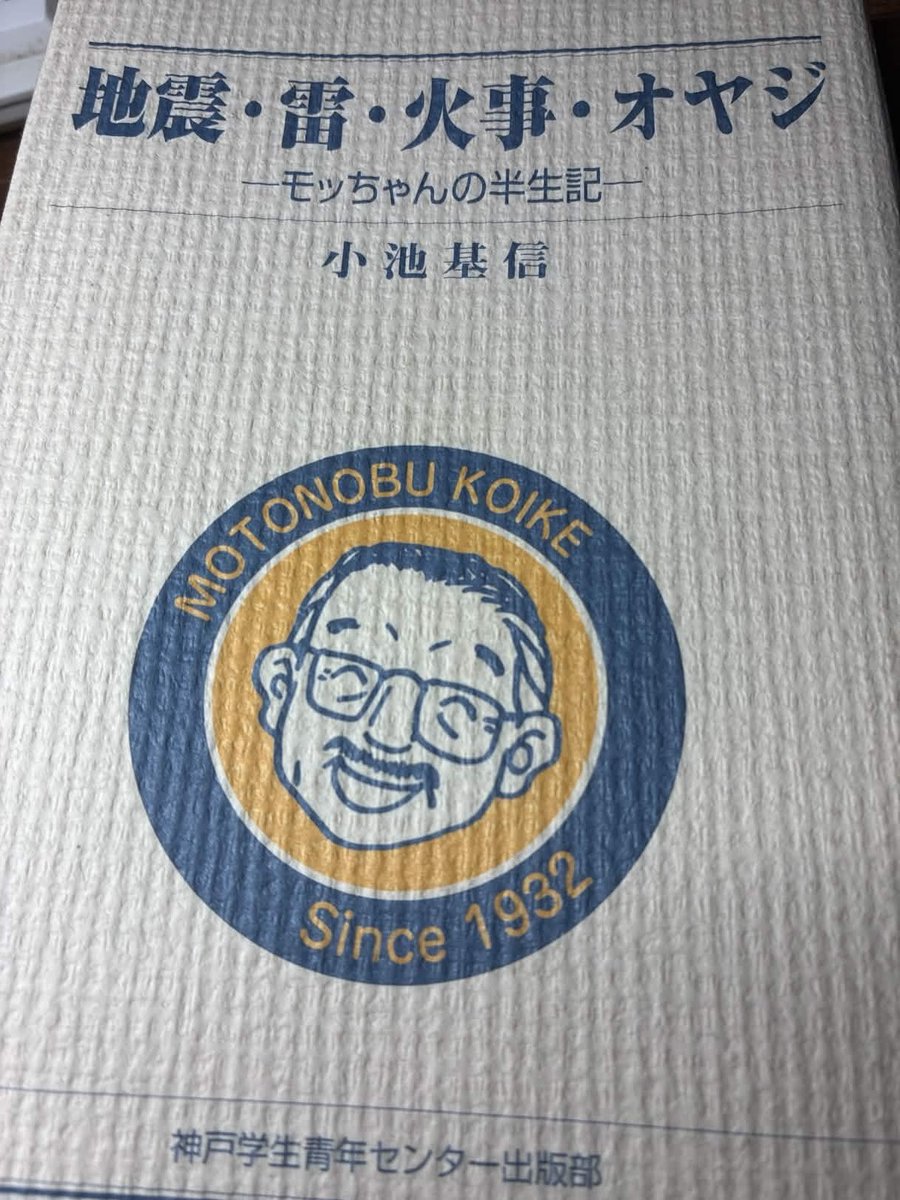 地震・雷・火事・オヤジ
―モッちゃんの半生記―
小池基信
MOTONOBU KOIKE
Since 1932
神戸学生青年センター出版部